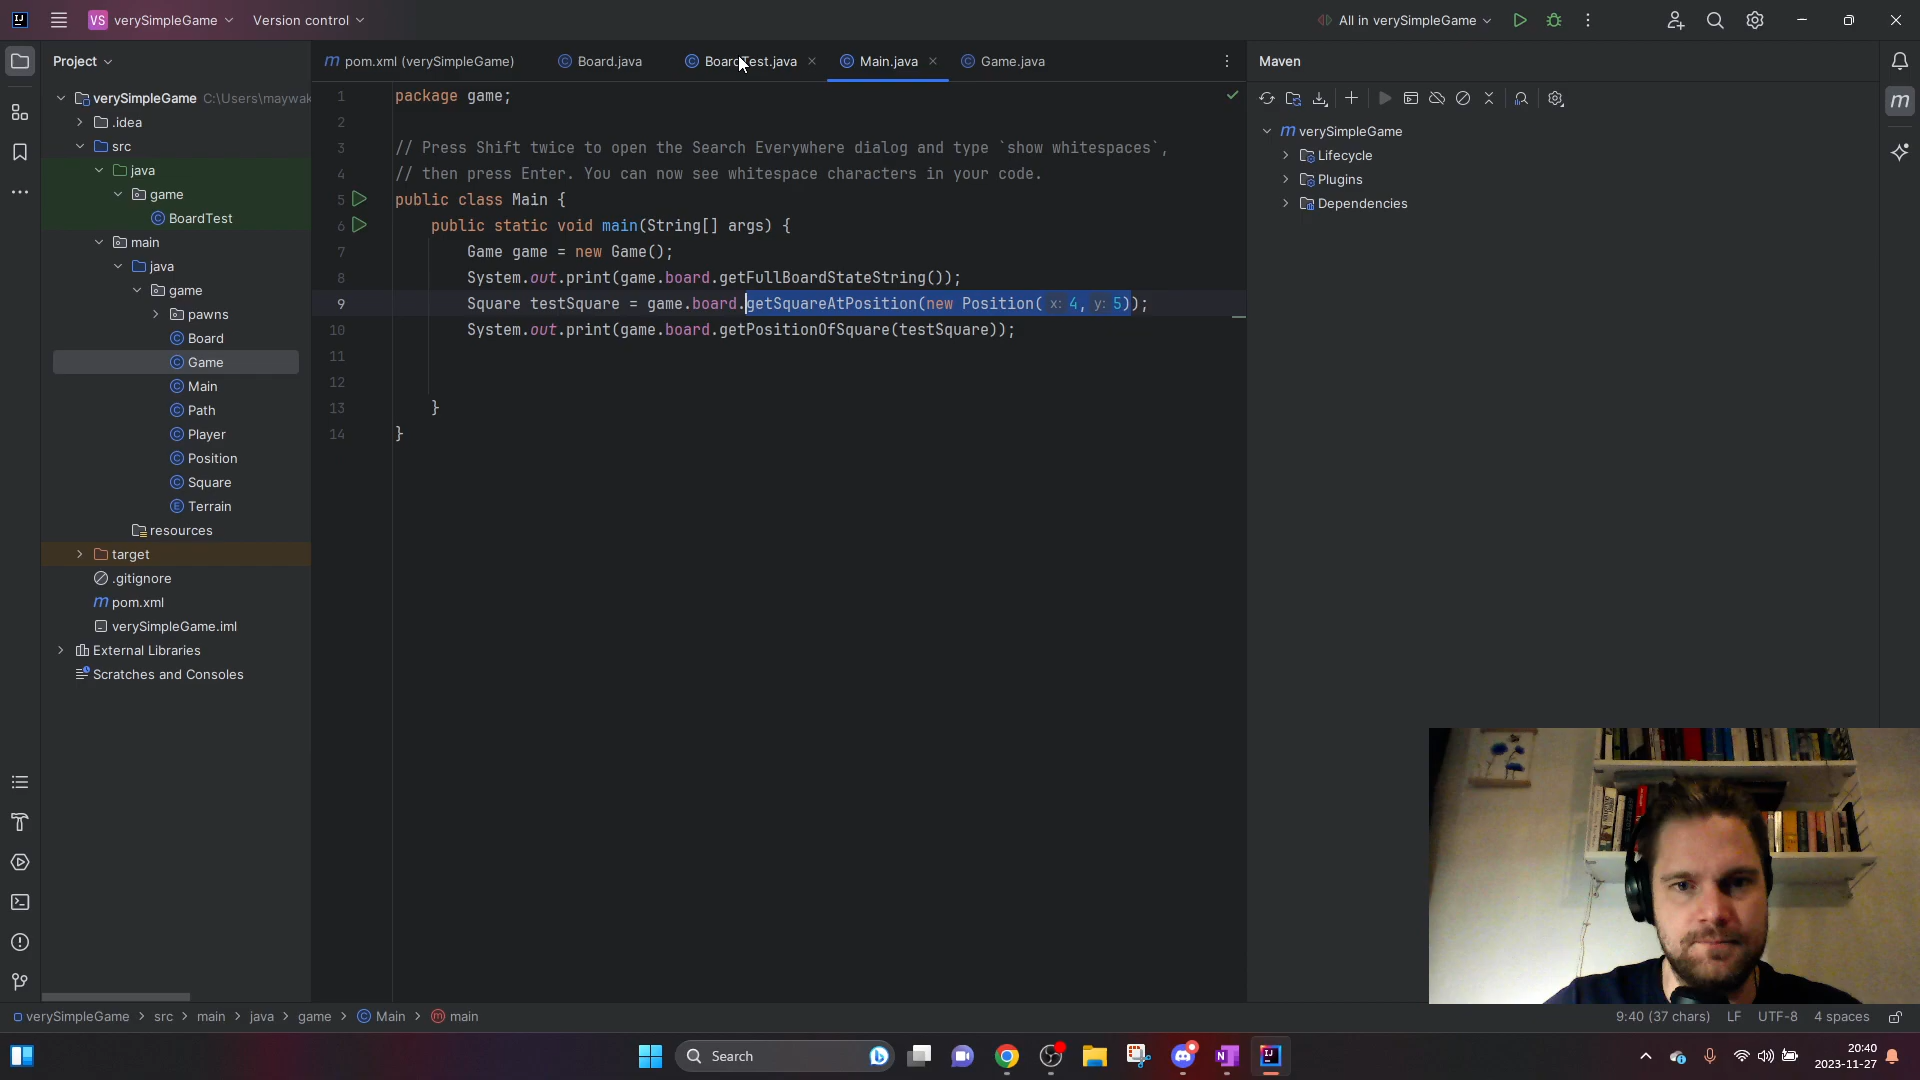 VS verySimpleGame Version control All in verySimpleGame
Project
pom.xml (verySimpleGame) Board.java BoardTest.java Main.java Game.java
Maven
verySimpleGame C:\Users\maywak
.idea
src
java
game
BoardTest
main
java
game
pawns
Board
Game
Main
Path
Player
Position
Square
Terrain
resources
target
.gitignore
pom.xml
verySimpleGame.iml
External Libraries
Scratches and Consoles
1 package game;
2
3 // Press Shift twice to open the Search Everywhere dialog and type `show whitespaces`,
4 // then press Enter. You can now see whitespace characters in your code.
5 public class Main {
6 public static void main(String[] args) {
7 Game game = new Game();
8 System.out.print(game.board.getFullBoardStateString());
9 Square testSquare = game.board.getSquareAtPosition(new Position( x: 4, y: 5));
10 System.out.print(game.board.getPositionOfSquare(testSquare));
11
12
13 }
14 }
verySimpleGame
Lifecycle
Plugins
Dependencies
verySimpleGame > src > main > java > game > Main > main
9:40 (37 chars) LF UTF-8 4 spaces
Search
20:40
2023-11-27